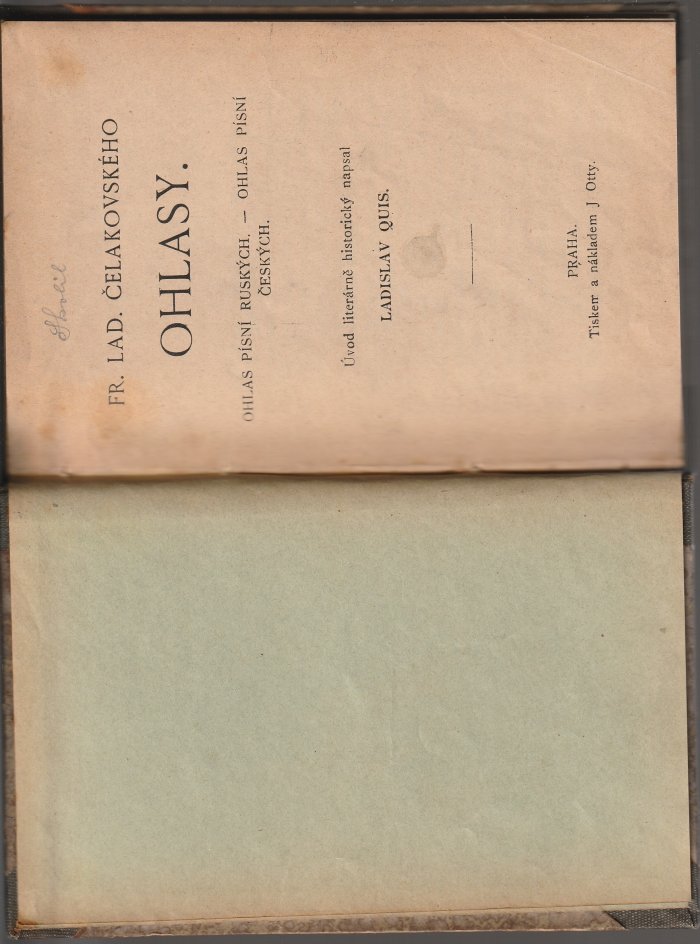 FR. LAD. ČELAKOVSKÉHO
OHLASY.
OHLAS PÍSNÍ RUSKÝCH. — OHLAS PÍSNÍ
ČESKÝCH.
Úvod literárně historický napsal
LADISLAV QUIS.
PRAHA.
Tiskem a nákladem J Otty.